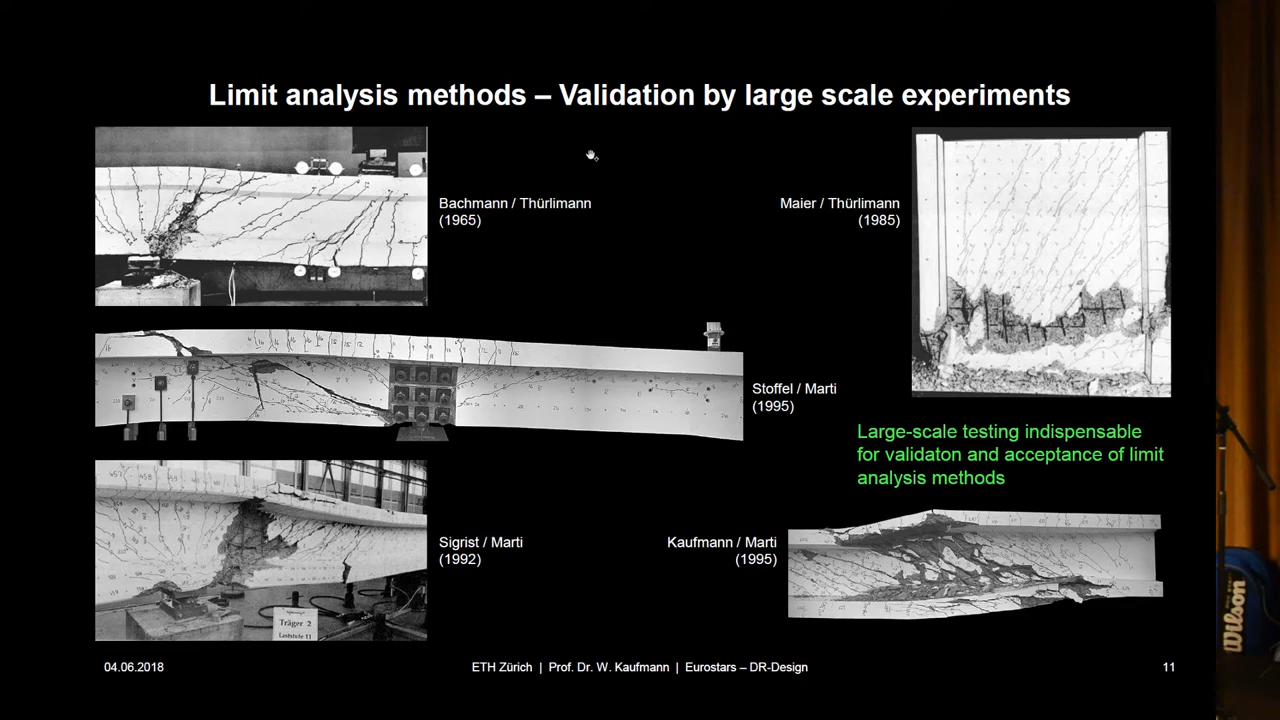 Limit analysis methods – Validation by large scale experiments
Bachmann / Thürlimann
(1965)
Maier / Thürlimann
(1985)
Stoffel / Marti
(1995)
Large-scale testing indispensable
for validaton and acceptance of limit
analysis methods
Sigrist / Marti
(1992)
Kaufmann / Marti
(1995)
Träger 2
Laststufe 11
04.06.2018
ETH Zürich | Prof. Dr. W. Kaufmann | Eurostars – DR-Design
11
Wilson